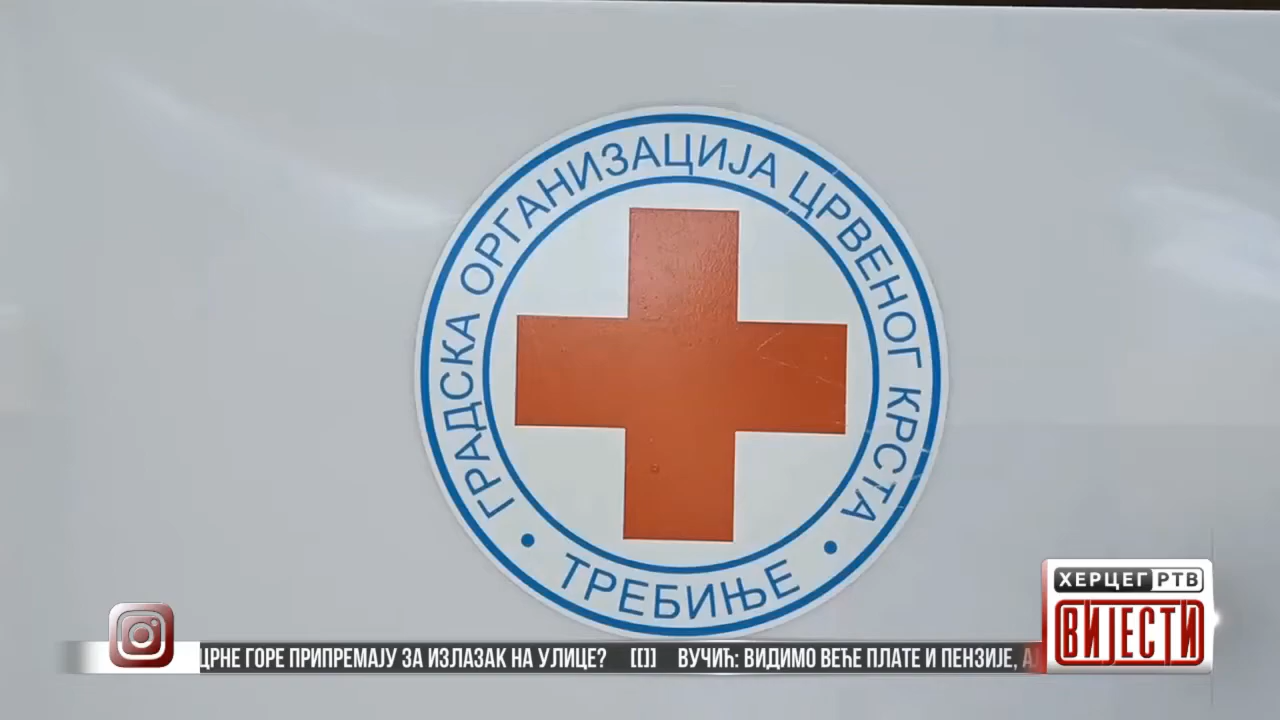 ГРАДСКА ОРГАНИЗАЦИЈА ЦРВЕНОГ КРСТА
• ТРЕБИЊЕ •
ХЕРЦЕГ РТВ
ВИЈЕСТИ
ЦРНЕ ГОРЕ ПРИПРЕМАЈУ ЗА ИЗЛАЗАК НА УЛИЦЕ? [[]] ВУЧИЋ: ВИДИМО ВЕЋЕ ПЛАТЕ И ПЕНЗИЈЕ,